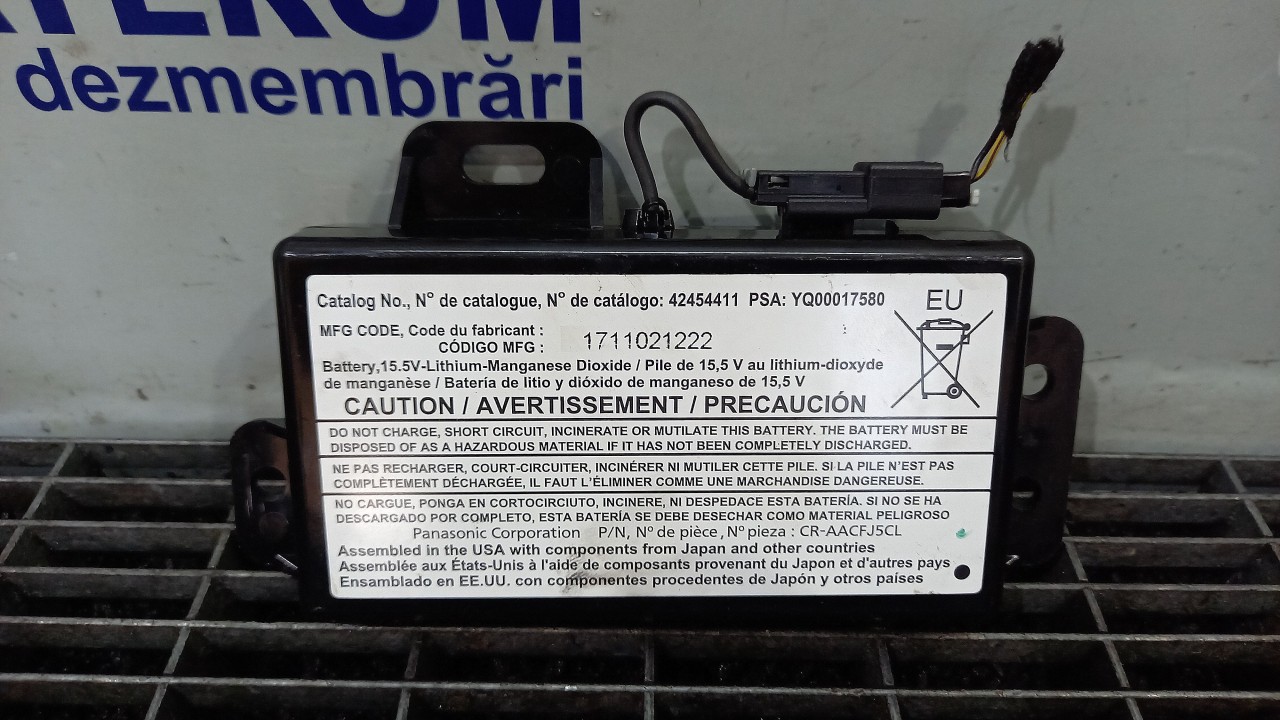 dezmembrări
Catalog No., N° de catalogue, N° de catálogo: 42454411 PSA: YQ00017580
EU
MFG CODE, Code du fabricant :
CÓDIGO MFG : 1711021222
Battery,15.5V-Lithium-Manganese Dioxide / Pile de 15,5 V au lithium-dioxyde
de manganèse / Batería de litio y dióxido de manganeso de 15,5 V
CAUTION / AVERTISSEMENT / PRECAUCIÓN
DO NOT CHARGE, SHORT CIRCUIT, INCINERATE OR MUTILATE THIS BATTERY. THE BATTERY MUST BE
DISPOSED OF AS A HAZARDOUS MATERIAL IF IT HAS NOT BEEN COMPLETELY DISCHARGED.
NE PAS RECHARGER, COURT-CIRCUITER, INCINÉRER NI MUTILER CETTE PILE. SI LA PILE N'EST PAS
COMPLÈTEMENT DÉCHARGÉE, IL FAUT L'ÉLIMINER COMME UNE MARCHANDISE DANGEREUSE.
NO CARGUE, PONGA EN CORTOCIRCIUTO, INCINERE, NI DESPEDACE ESTA BATERÍA. SI NO SE HA
DESCARGADO POR COMPLETO, ESTA BATERÍA SE DEBE DESECHAR COMO MATERIAL PELIGROSO
Panasonic Corporation P/N, N° de pièce, N° pieza : CR-AACFJ5CL
Assembled in the USA with components from Japan and other countries
Assemblée aux États-Unis à l'aide de composants provenant du Japon et d'autres pays
Ensamblado en EE.UU. con componentes procedentes de Japón y otros países